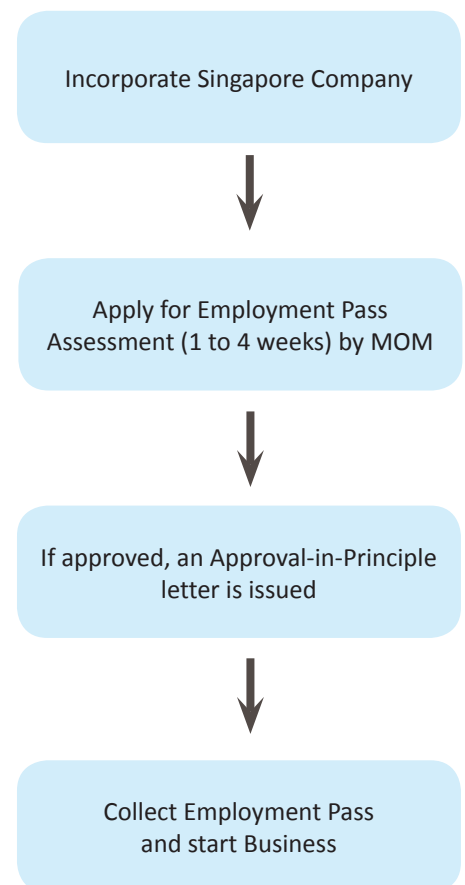 Incorporate Singapore Company
Apply for Employment Pass
Assessment (1 to 4 weeks) by MOM
If approved, an Approval-in-Principle
letter is issued
Collect Employment Pass
and start Business